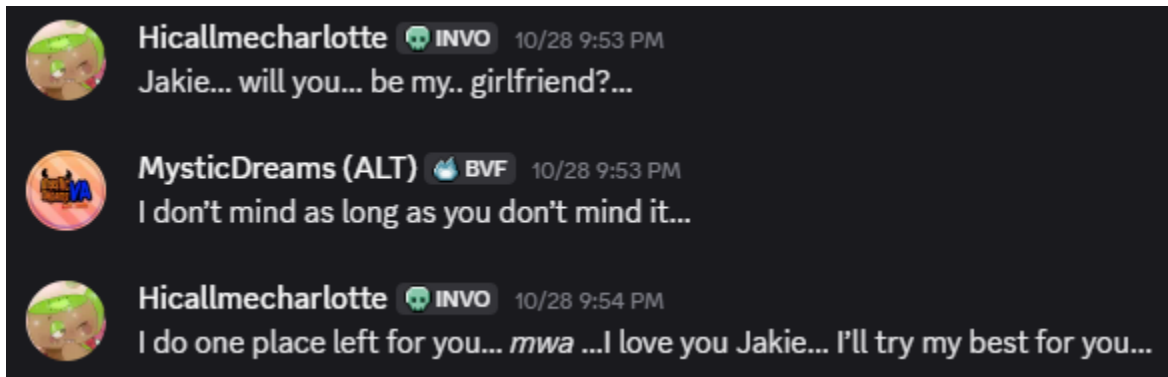 Hicallmecharlotte INVO 10/28 9:53 PM
Jakie... will you... be my.. girlfriend?...
MysticDreams (ALT) BVF 10/28 9:53 PM
I don't mind as long as you don't mind it...
Hicallmecharlotte INVO 10/28 9:54 PM
I do one place left for you... mwa ...I love you Jakie... I'll try my best for you...